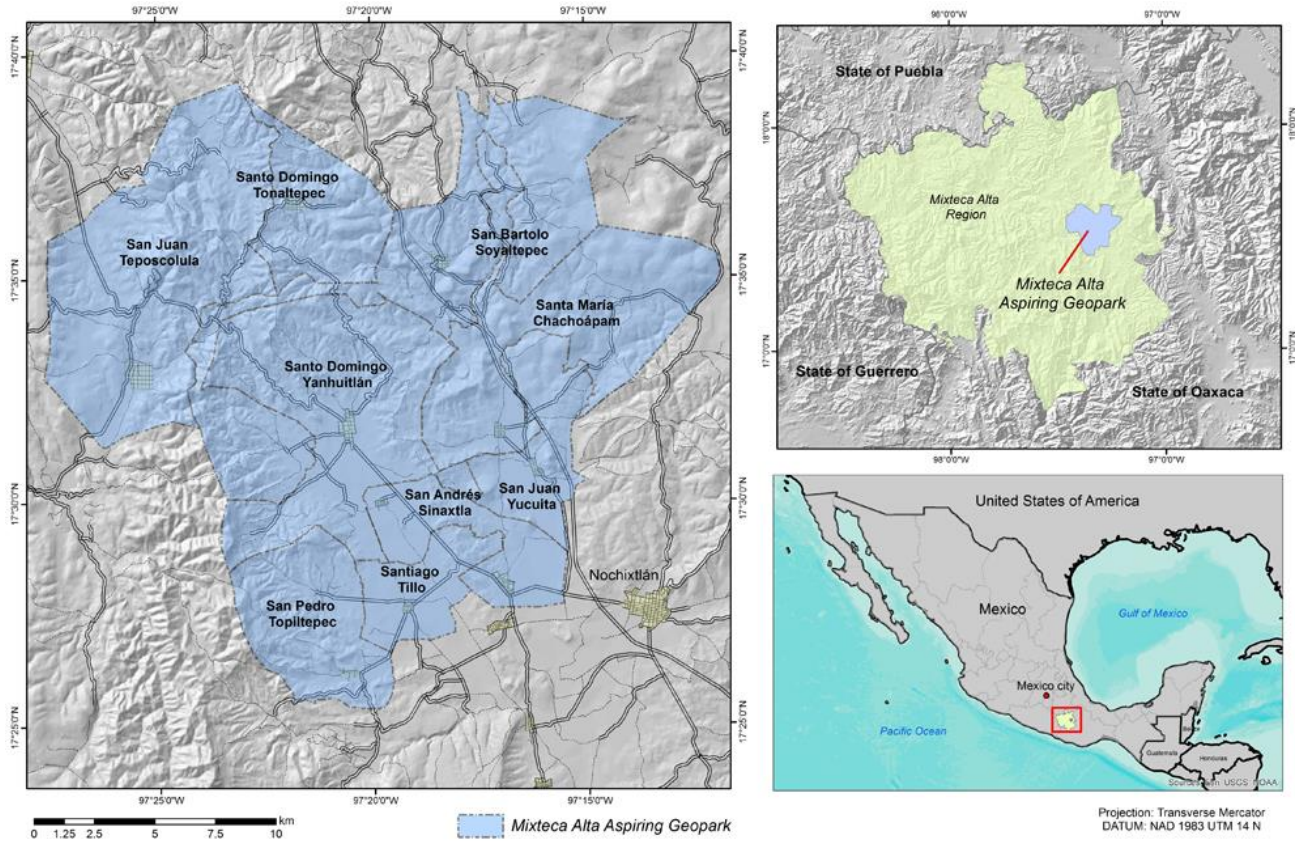 97°25'0"W
97°20'0"W
97°15'0"W
17°40'0"N
17°40'0"N
Santo Domingo
Tonaltepec
San Juan
Teposcolula
San Bartolo
Soyaltepec
17°35'0"N
17°35'0"N
Santa María
Chachoápam
Santo Domingo
Yanhuitlán
San Andrés
Sinaxtla
San Juan
Yucuita
17°30'0"N
17°30'0"N
Santiago
Tillo
Nochixtlán
San Pedro
Topiltepec
17°25'0"N
17°25'0"N
97°25'0"W
97°20'0"W
97°15'0"W
0 1.25 2.5 5 7.5 10
km
Mixteca Alta Aspiring Geopark
98°0'0"W
97°0'0"W
State of Puebla
18°0'0"N
18°0'0"N
Mixteca Alta
Region
Mixteca Alta
Aspiring Geopark
17°0'0"N
17°0'0"N
State of Guerrero
State of Oaxaca
98°0'0"W
97°0'0"W
United States of America
Mexico
Gulf of Mexico
Mexico city
Pacific Ocean
Guatemala
Honduras
USGS, NOAA
Projection: Transverse Mercator
DATUM: NAD 1983 UTM 14 N